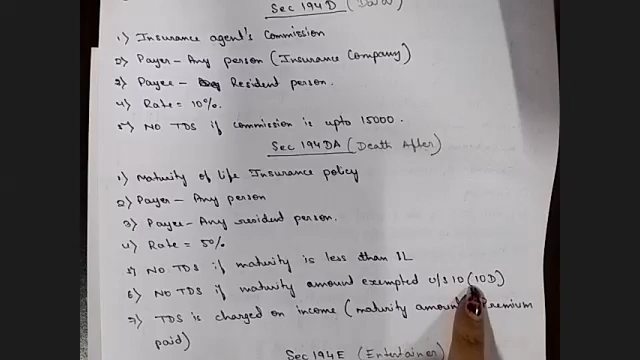 Sec 194D
1) Insurance agent's Commission
2) Payer - Any person (Insurance Company)
3) Payee - Resident person.
4) Rate = 10%.
5) NO TDS if commission is upto 15000.
Sec 194DA (Death After)
1) Maturity of life Insurance policy
2) Payer - Any person
3) Payee - Any resident person.
4) Rate = 5%
5) NO TDS if maturity is less than 1L
6) NO TDS if maturity amount exempted U/S 10 (10D)
7) TDS is charged on income (maturity amount Premium
paid)
Sec 194E (Entertainer)